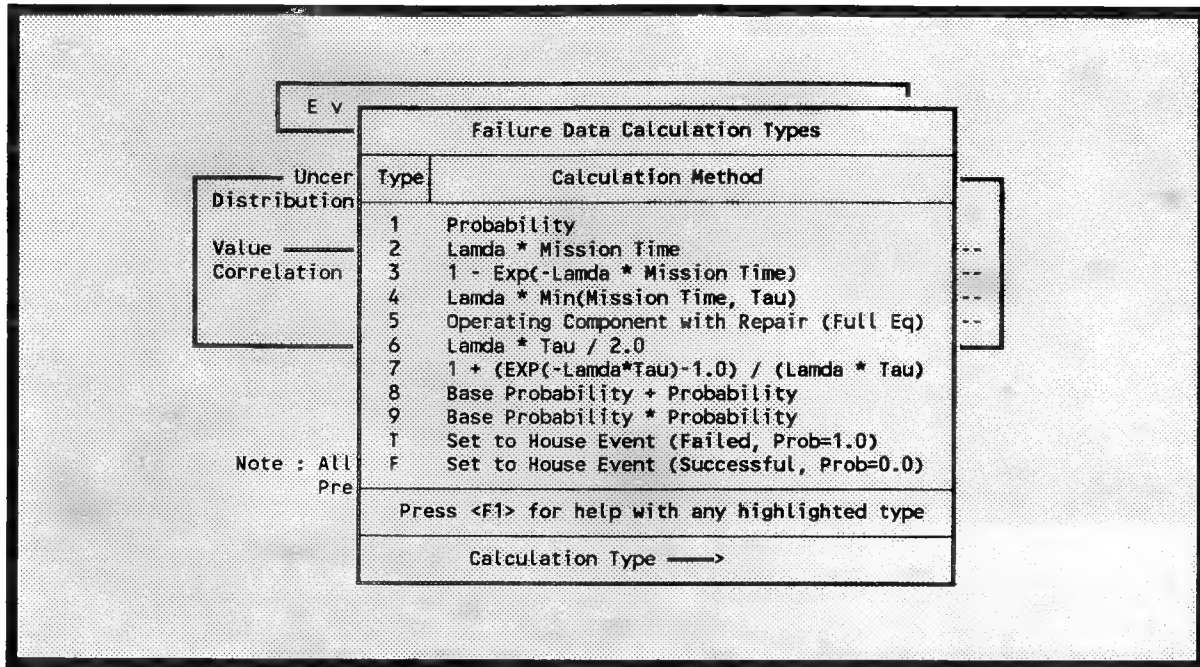 E v
Failure Data Calculation Types
Uncer
Type Calculation Method
Distribution
1 Probability
Value 2 Lamda * Mission Time --
Correlation 3 1 - Exp(-Lamda * Mission Time) --
4 Lamda * Min(Mission Time, Tau) --
5 Operating Component with Repair (Full Eq) --
6 Lamda * Tau / 2.0
7 1 + (EXP(-Lamda*Tau)-1.0) / (Lamda * Tau)
8 Base Probability + Probability
9 Base Probability * Probability
T Set to House Event (Failed, Prob=1.0)
Note : All F Set to House Event (Successful, Prob=0.0)
Pre
Press <F1> for help with any highlighted type
Calculation Type ———>